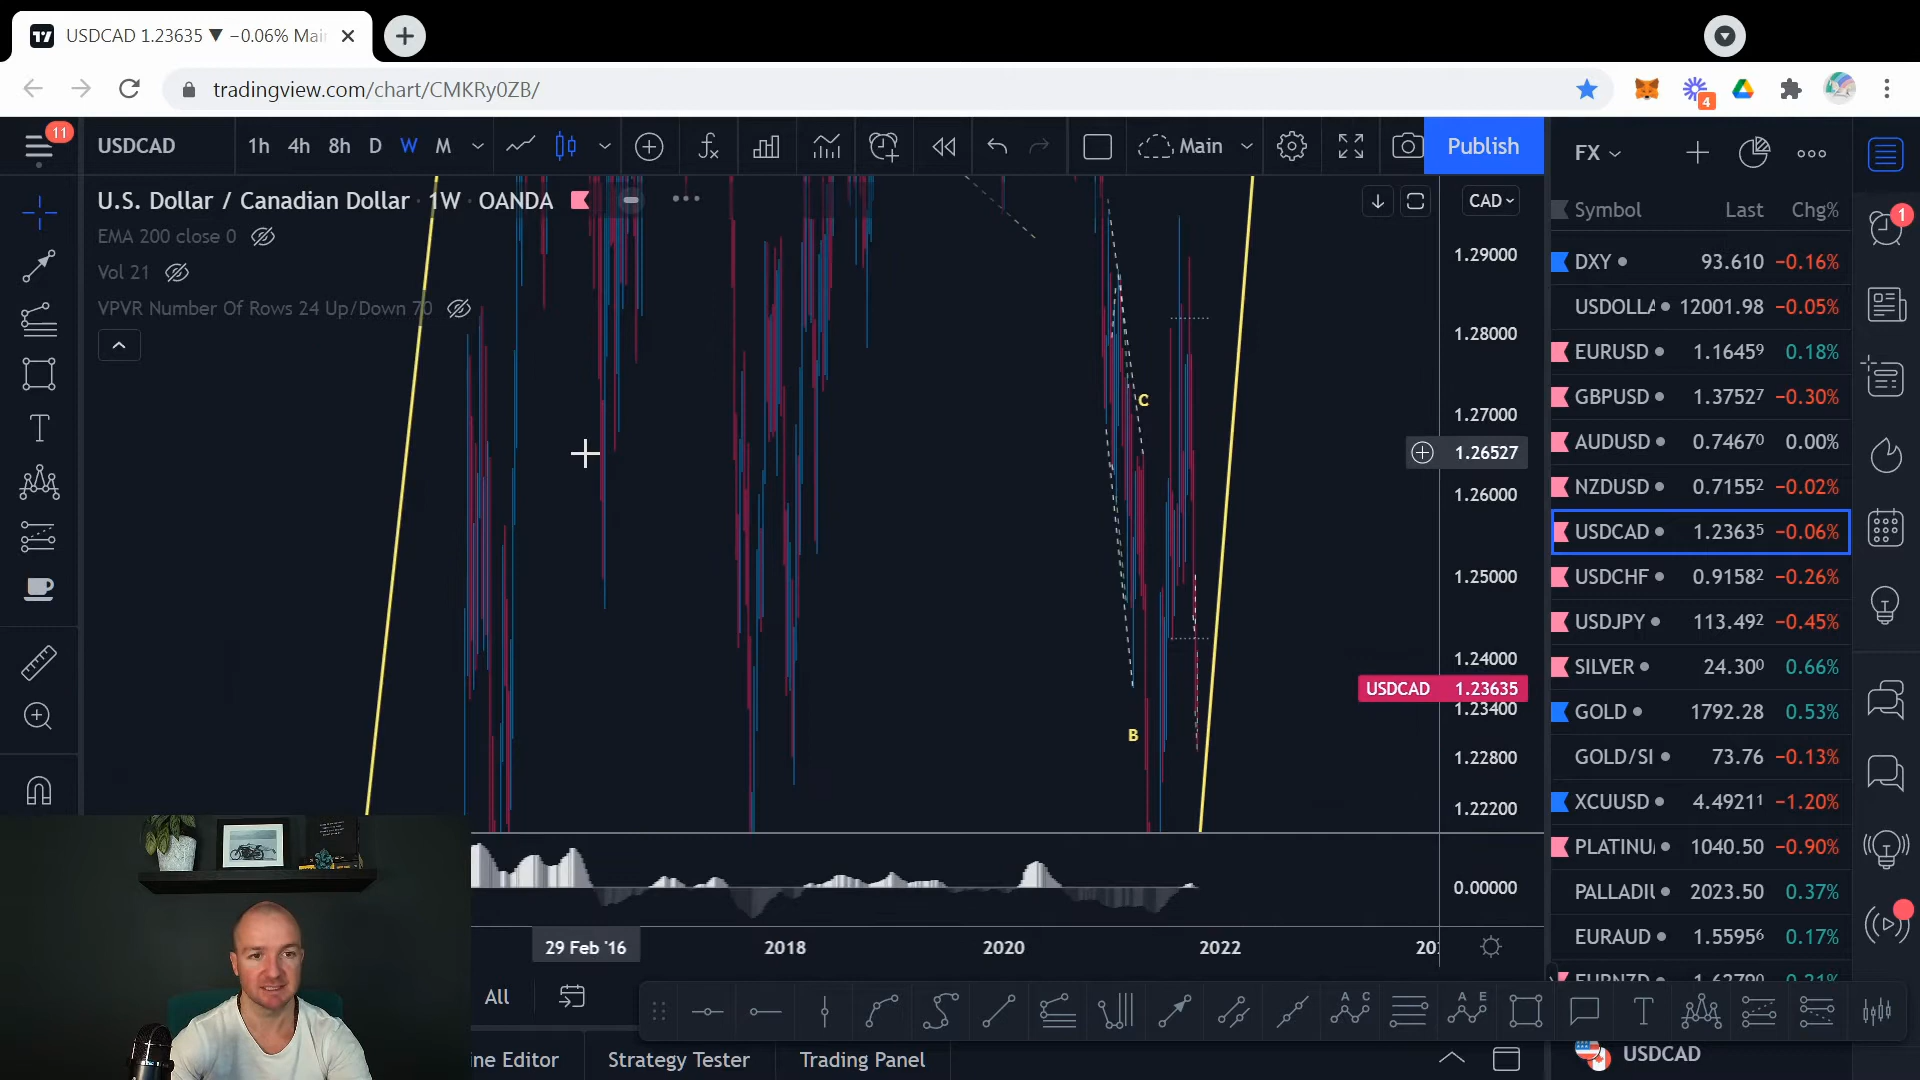 USDCAD 1.23635 ▼ −0.06% Mai
tradingview.com/chart/CMKRy0ZB/
4
11
USDCAD
1h 4h 8h D W M
Main
Publish
FX
U.S. Dollar / Canadian Dollar · 1W · OANDA
CAD
EMA 200 close 0
Vol 21
VPVR Number Of Rows 24 Up/Down 70
1.29000
1.28000
1.27000
1.26527
1.26000
1.25000
1.24000
USDCAD 1.23635
1.23400
1.22800
1.22200
0.00000
C
B
Symbol Last Chg%
1
DXY 93.610 −0.16%
USDOLLA 12001.98 −0.05%
EURUSD 1.16459 0.18%
GBPUSD 1.37527 −0.30%
AUDUSD 0.74670 0.00%
NZDUSD 0.71552 −0.02%
USDCAD 1.23635 −0.06%
USDCHF 0.91582 −0.26%
USDJPY 113.492 −0.45%
SILVER 24.300 0.66%
GOLD 1792.28 0.53%
GOLD/SI 73.76 −0.13%
XCUUSD 4.49211 −1.20%
PLATINU 1040.50 −0.90%
PALLADIU 2023.50 0.37%
EURAUD 1.55956 0.17%
29 Feb '16 2018 2020 2022 20
All
A C
A E
T
ine Editor Strategy Tester Trading Panel
USDCAD